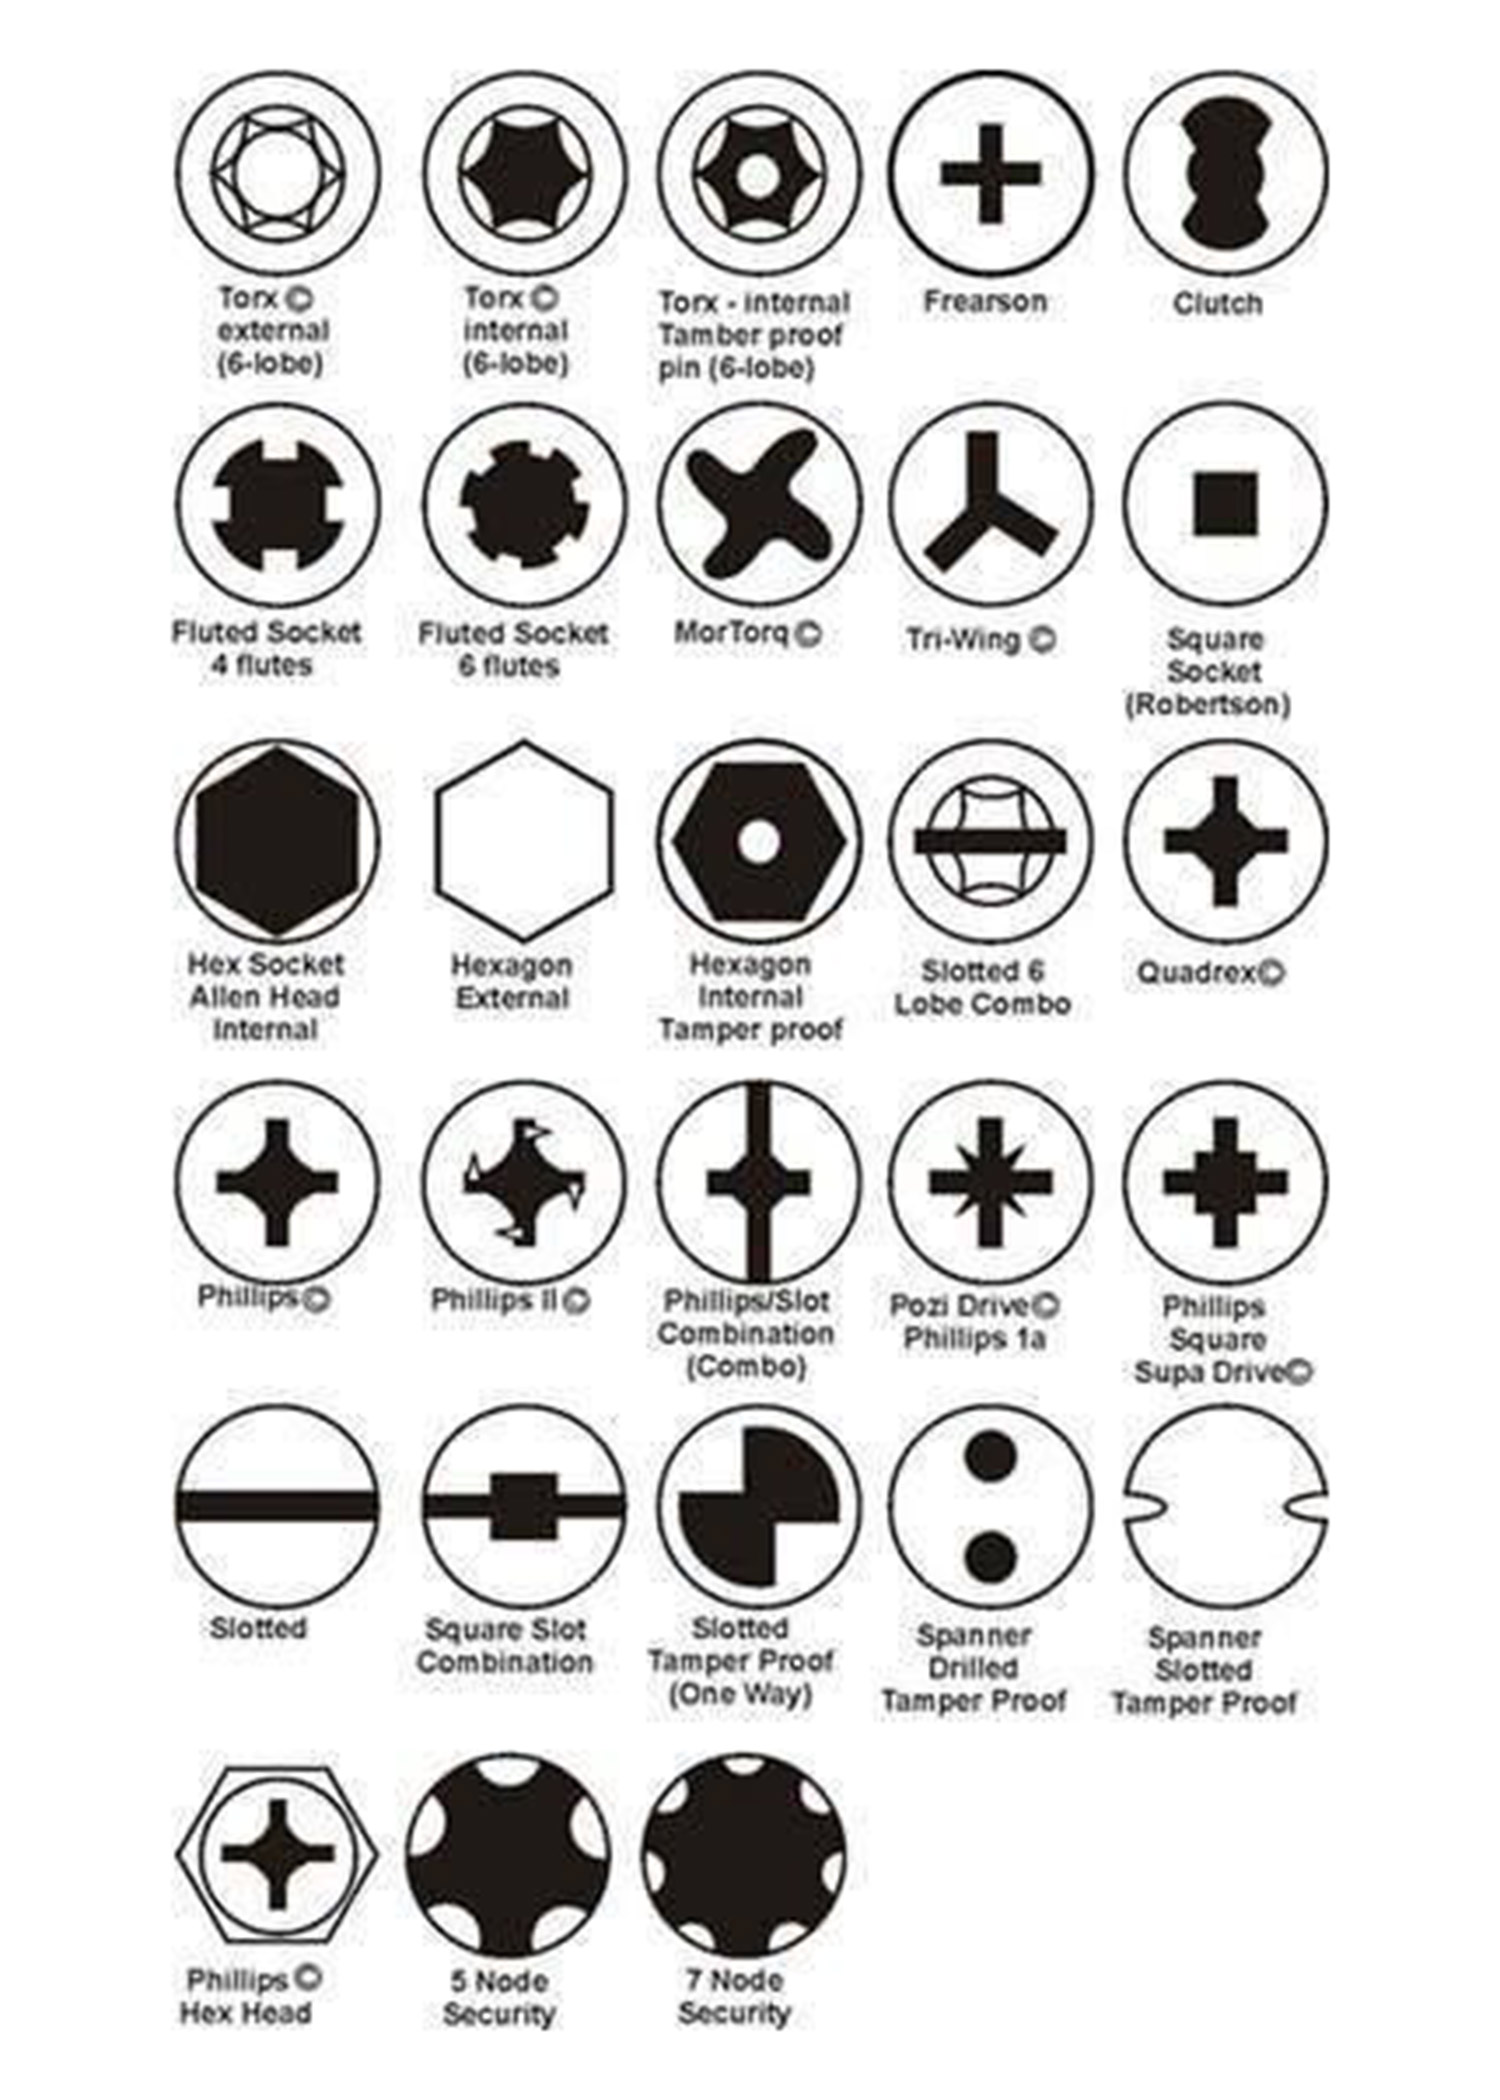 Torx ©
external
(6-lobe)
Torx ©
internal
(6-lobe)
Torx - internal
Tamber proof
pin (6-lobe)
Frearson
Clutch
Fluted Socket
4 flutes
Fluted Socket
6 flutes
MorTorq ©
Tri-Wing ©
Square
Socket
(Robertson)
Hex Socket
Allen Head
Internal
Hexagon
External
Hexagon
Internal
Tamper proof
Slotted 6
Lobe Combo
Quadrex©
Phillips©
Phillips II©
Phillips/Slot
Combination
(Combo)
Pozi Drive©
Phillips 1a
Phillips
Square
Supa Drive©
Slotted
Square Slot
Combination
Slotted
Tamper Proof
(One Way)
Spanner
Drilled
Tamper Proof
Spanner
Slotted
Tamper Proof
Phillips ©
Hex Head
5 Node
Security
7 Node
Security